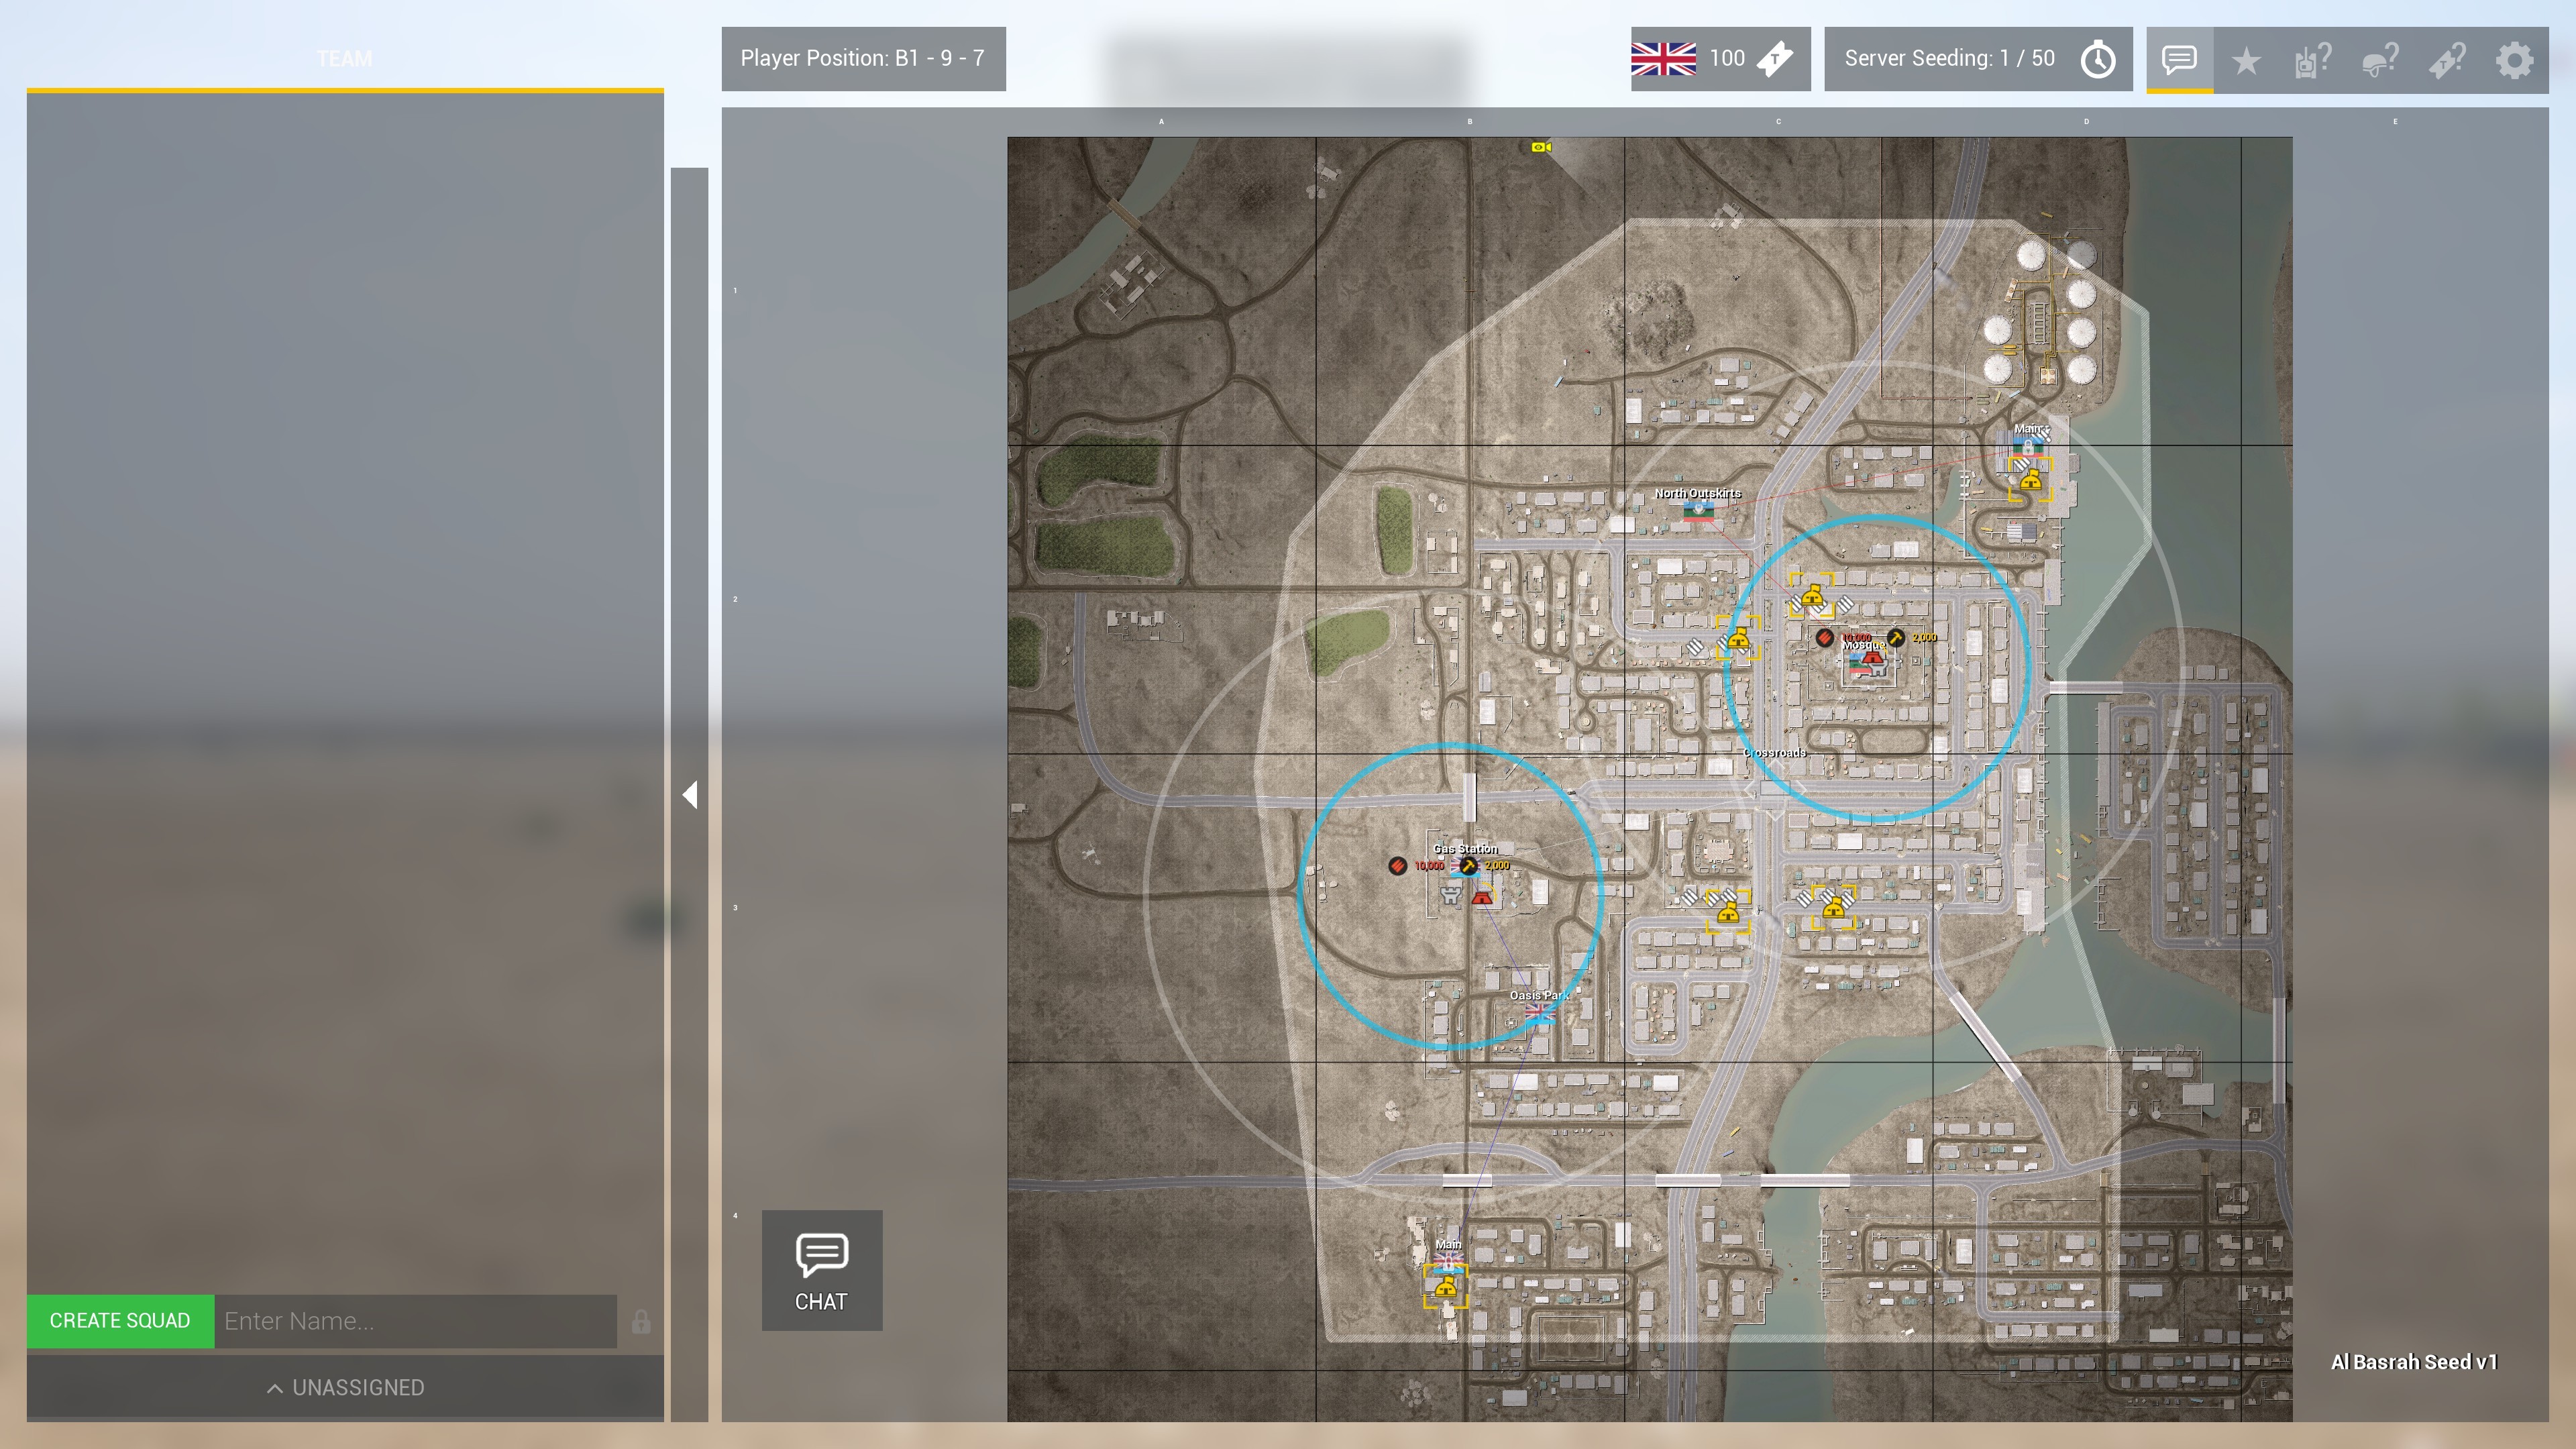 TEAM
Player Position: B1 - 9 - 7
100
T
Server Seeding: 1 / 50
?
?
T?
A
B
C
D
E
1
2
3
4
Main
North Outskirts
10,000
2,000
Mosque
Crossroads
Gas Station
10,000
2,000
Oasis Park
Main
CHAT
CREATE SQUAD
Enter Name...
UNASSIGNED
Al Basrah Seed v1